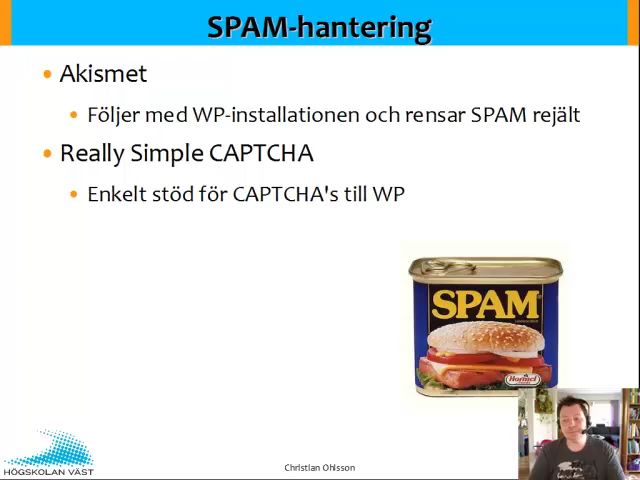 SPAM-hantering
Akismet
Följer med WP-installationen och rensar SPAM rejält
Really Simple CAPTCHA
Enkelt stöd för CAPTCHA's till WP
SPAM
Hormel
HÖGSKOLAN VÄST
Christian Ohlsson